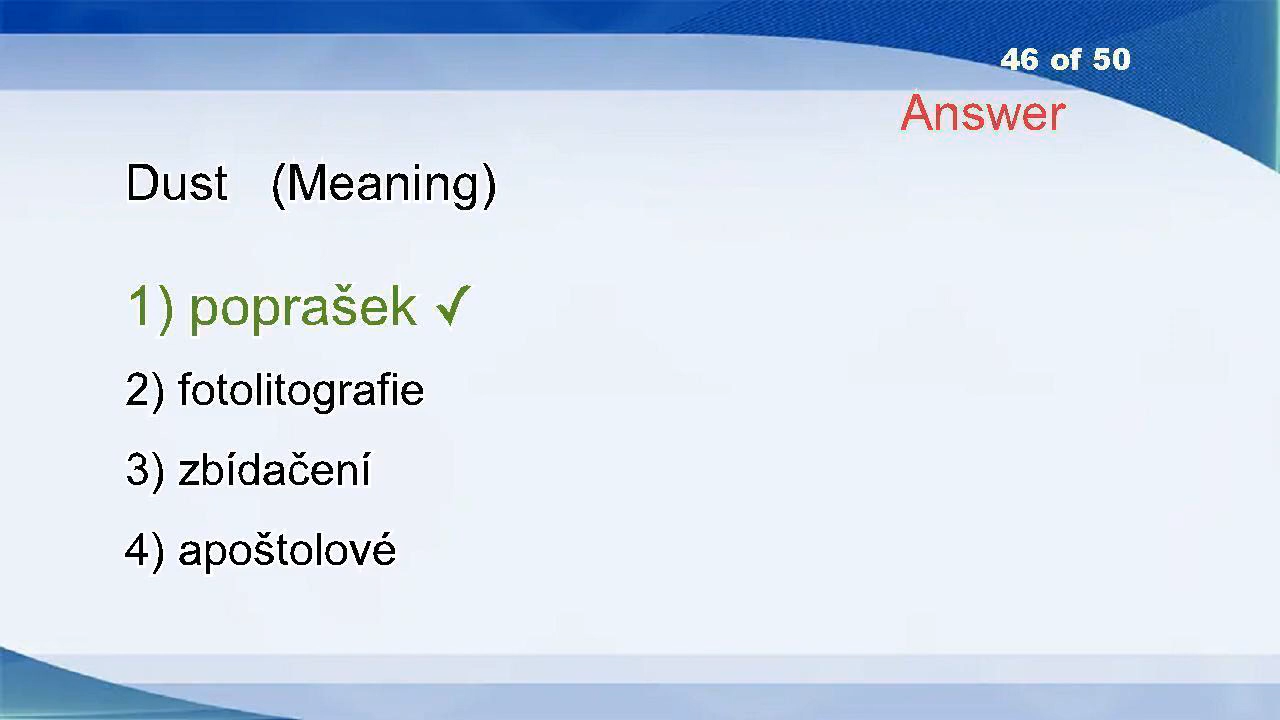 46 of 50
Answer
Dust (Meaning)
1) poprašek ✓
2) fotolitografie
3) zbídačení
4) apoštolové